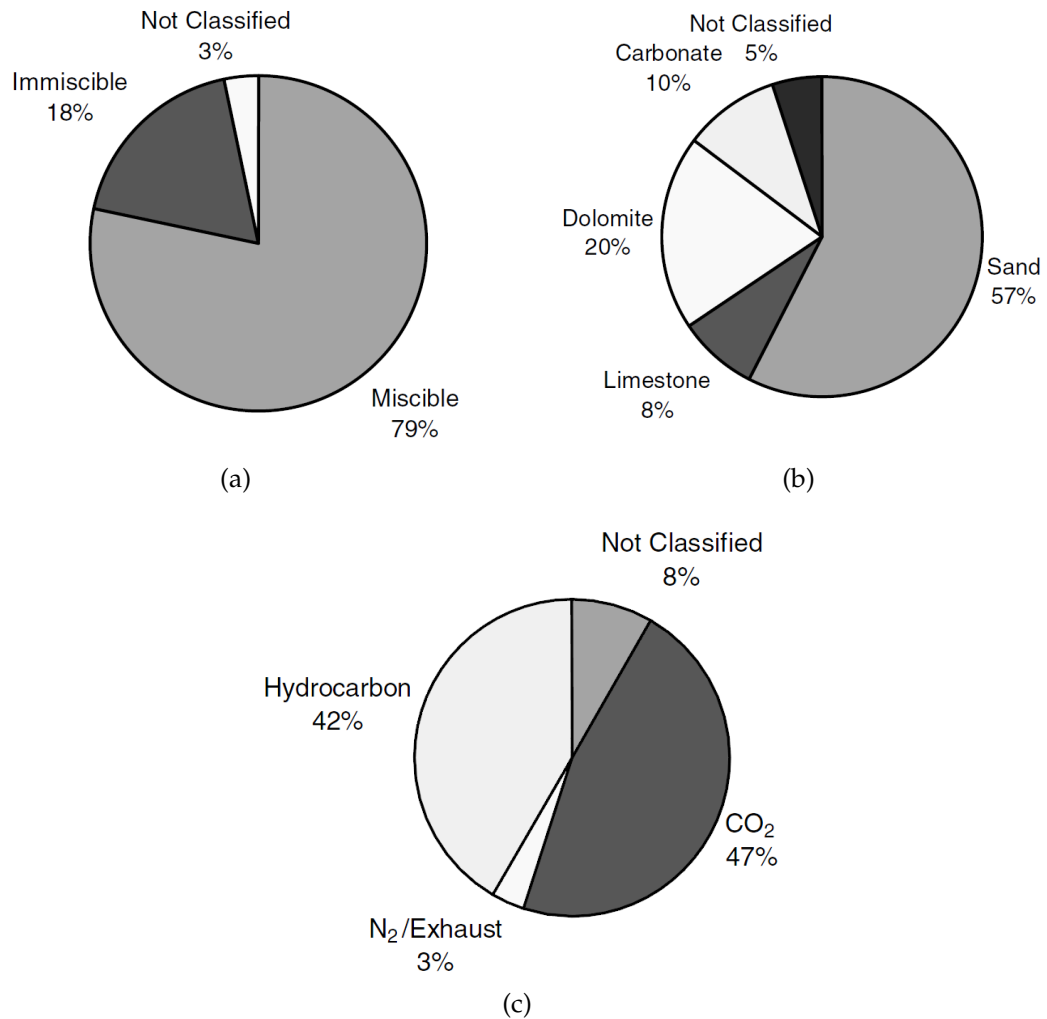 Not Classified
3%
Immiscible
18%
Miscible
79%
(a)
Not Classified
5%
Carbonate
10%
Dolomite
20%
Sand
57%
Limestone
8%
(b)
Not Classified
8%
Hydrocarbon
42%
CO₂
47%
N₂/Exhaust
3%
(c)